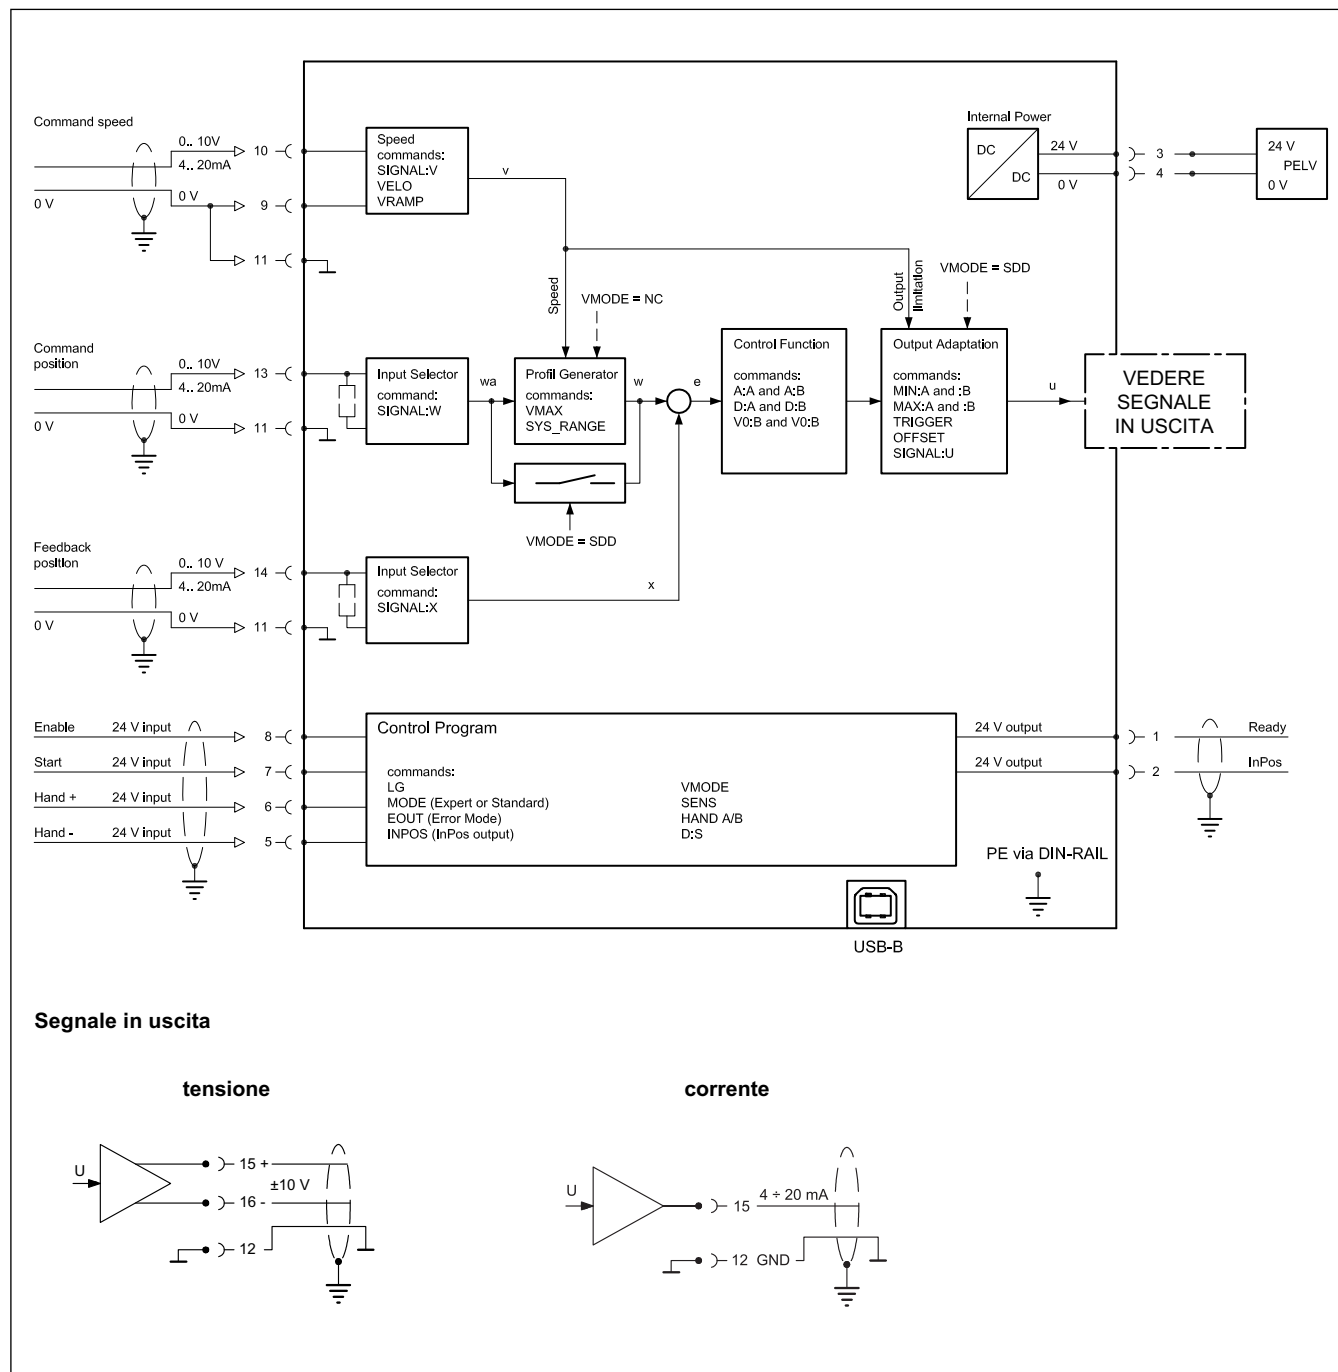 Command speed
0.. 10V
4.. 20mA
0 V
0 V
10
9
11
Speed
commands:
SIGNAL:V
VELO
VRAMP
v
Internal Power
DC
DC
24 V
0 V
3
4
24 V
PELV
0 V
Speed
VMODE = NC
Output
limitation
VMODE = SDD
Command
position
0.. 10V
4.. 20mA
0 V
0 V
13
11
Input Selector
command:
SIGNAL:W
wa
Profil Generator
commands:
VMAX
SYS_RANGE
w
e
VMODE = SDD
Control Function
commands:
A:A and A:B
D:A and D:B
V0:B and V0:B
Output Adaptation
commands:
MIN:A and :B
MAX:A and :B
TRIGGER
OFFSET
SIGNAL:U
u
VEDERE
SEGNALE
IN USCITA
Feedback
position
0.. 10 V
4.. 20mA
0 V
0 V
14
11
Input Selector
command:
SIGNAL:X
x
Enable 24 V input 8
Start 24 V input 7
Hand + 24 V input 6
Hand - 24 V input 5
Control Program
commands:
LG
MODE (Expert or Standard)
EOUT (Error Mode)
INPOS (InPos output)
VMODE
SENS
HAND A/B
D:S
24 V output 1 Ready
24 V output 2 InPos
PE via DIN-RAIL
USB-B
Segnale in uscita
tensione
U
15 +
±10 V
16 -
12
corrente
U
15 4 ÷ 20 mA
12 GND